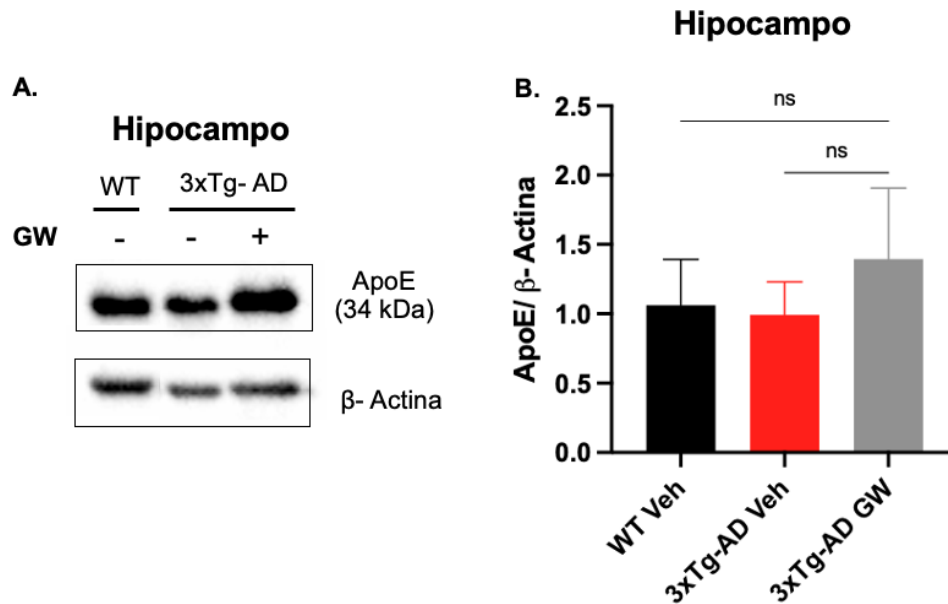 A.
Hipocampo
WT 3xTg- AD
GW - - +
ApoE
(34 kDa)
β- Actina
Hipocampo
B.
ns
ns
ApoE/ β- Actina
2.5
2.0
1.5
1.0
0.5
0.0
WT Veh
3xTg-AD Veh
3xTg-AD GW